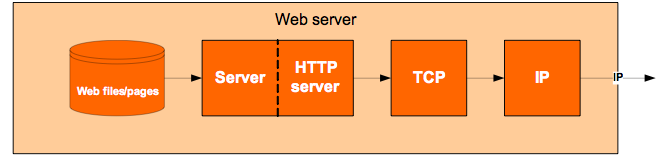 Web server
Web files/pages
Server
HTTP
server
TCP
IP
IP